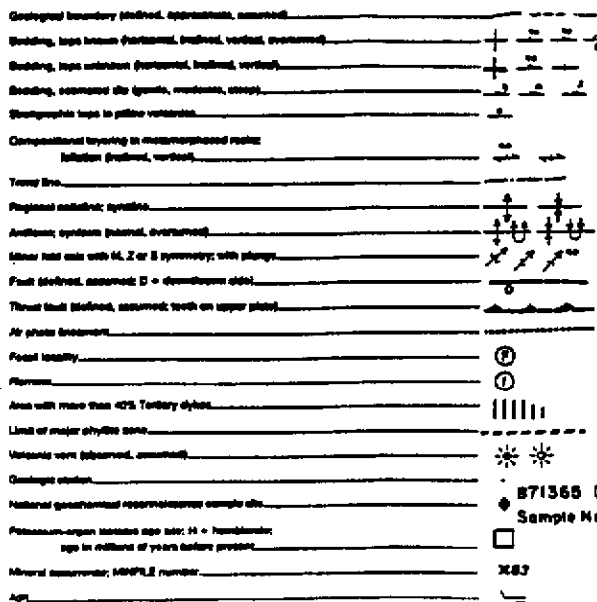 Geological boundary (defined, approximate, assumed)
Bedding, tops known (horizontal, inclined, vertical, overturned)
Bedding, tops unknown (horizontal, inclined, vertical)
Bedding, estimated dip (gentle, moderate, steep)
Stratigraphic tops in pillow volcanics
Compositional layering in metamorphosed rocks;
foliation (inclined, vertical)
Trend line
Regional anticline; syncline
Antiform; synform (normal, overturned)
Minor fold axis with M, Z or S symmetry; with plunge
Fault (defined, assumed; D = downthrown side)
D
Thrust fault (defined, assumed; teeth on upper plate)
Air photo lineament
Fossil locality F
Area with more than 40% Tertiary dykes
Limit of major phyllite zone
Volcanic vent (observed, assumed)
Geologic station
National geochemical reconnaissance sample site 871365
Sample
Potassium-argon isotopic age site; H = hornblende;
age in millions of years before present
Mineral occurrence; MINFILE number X83
Adit